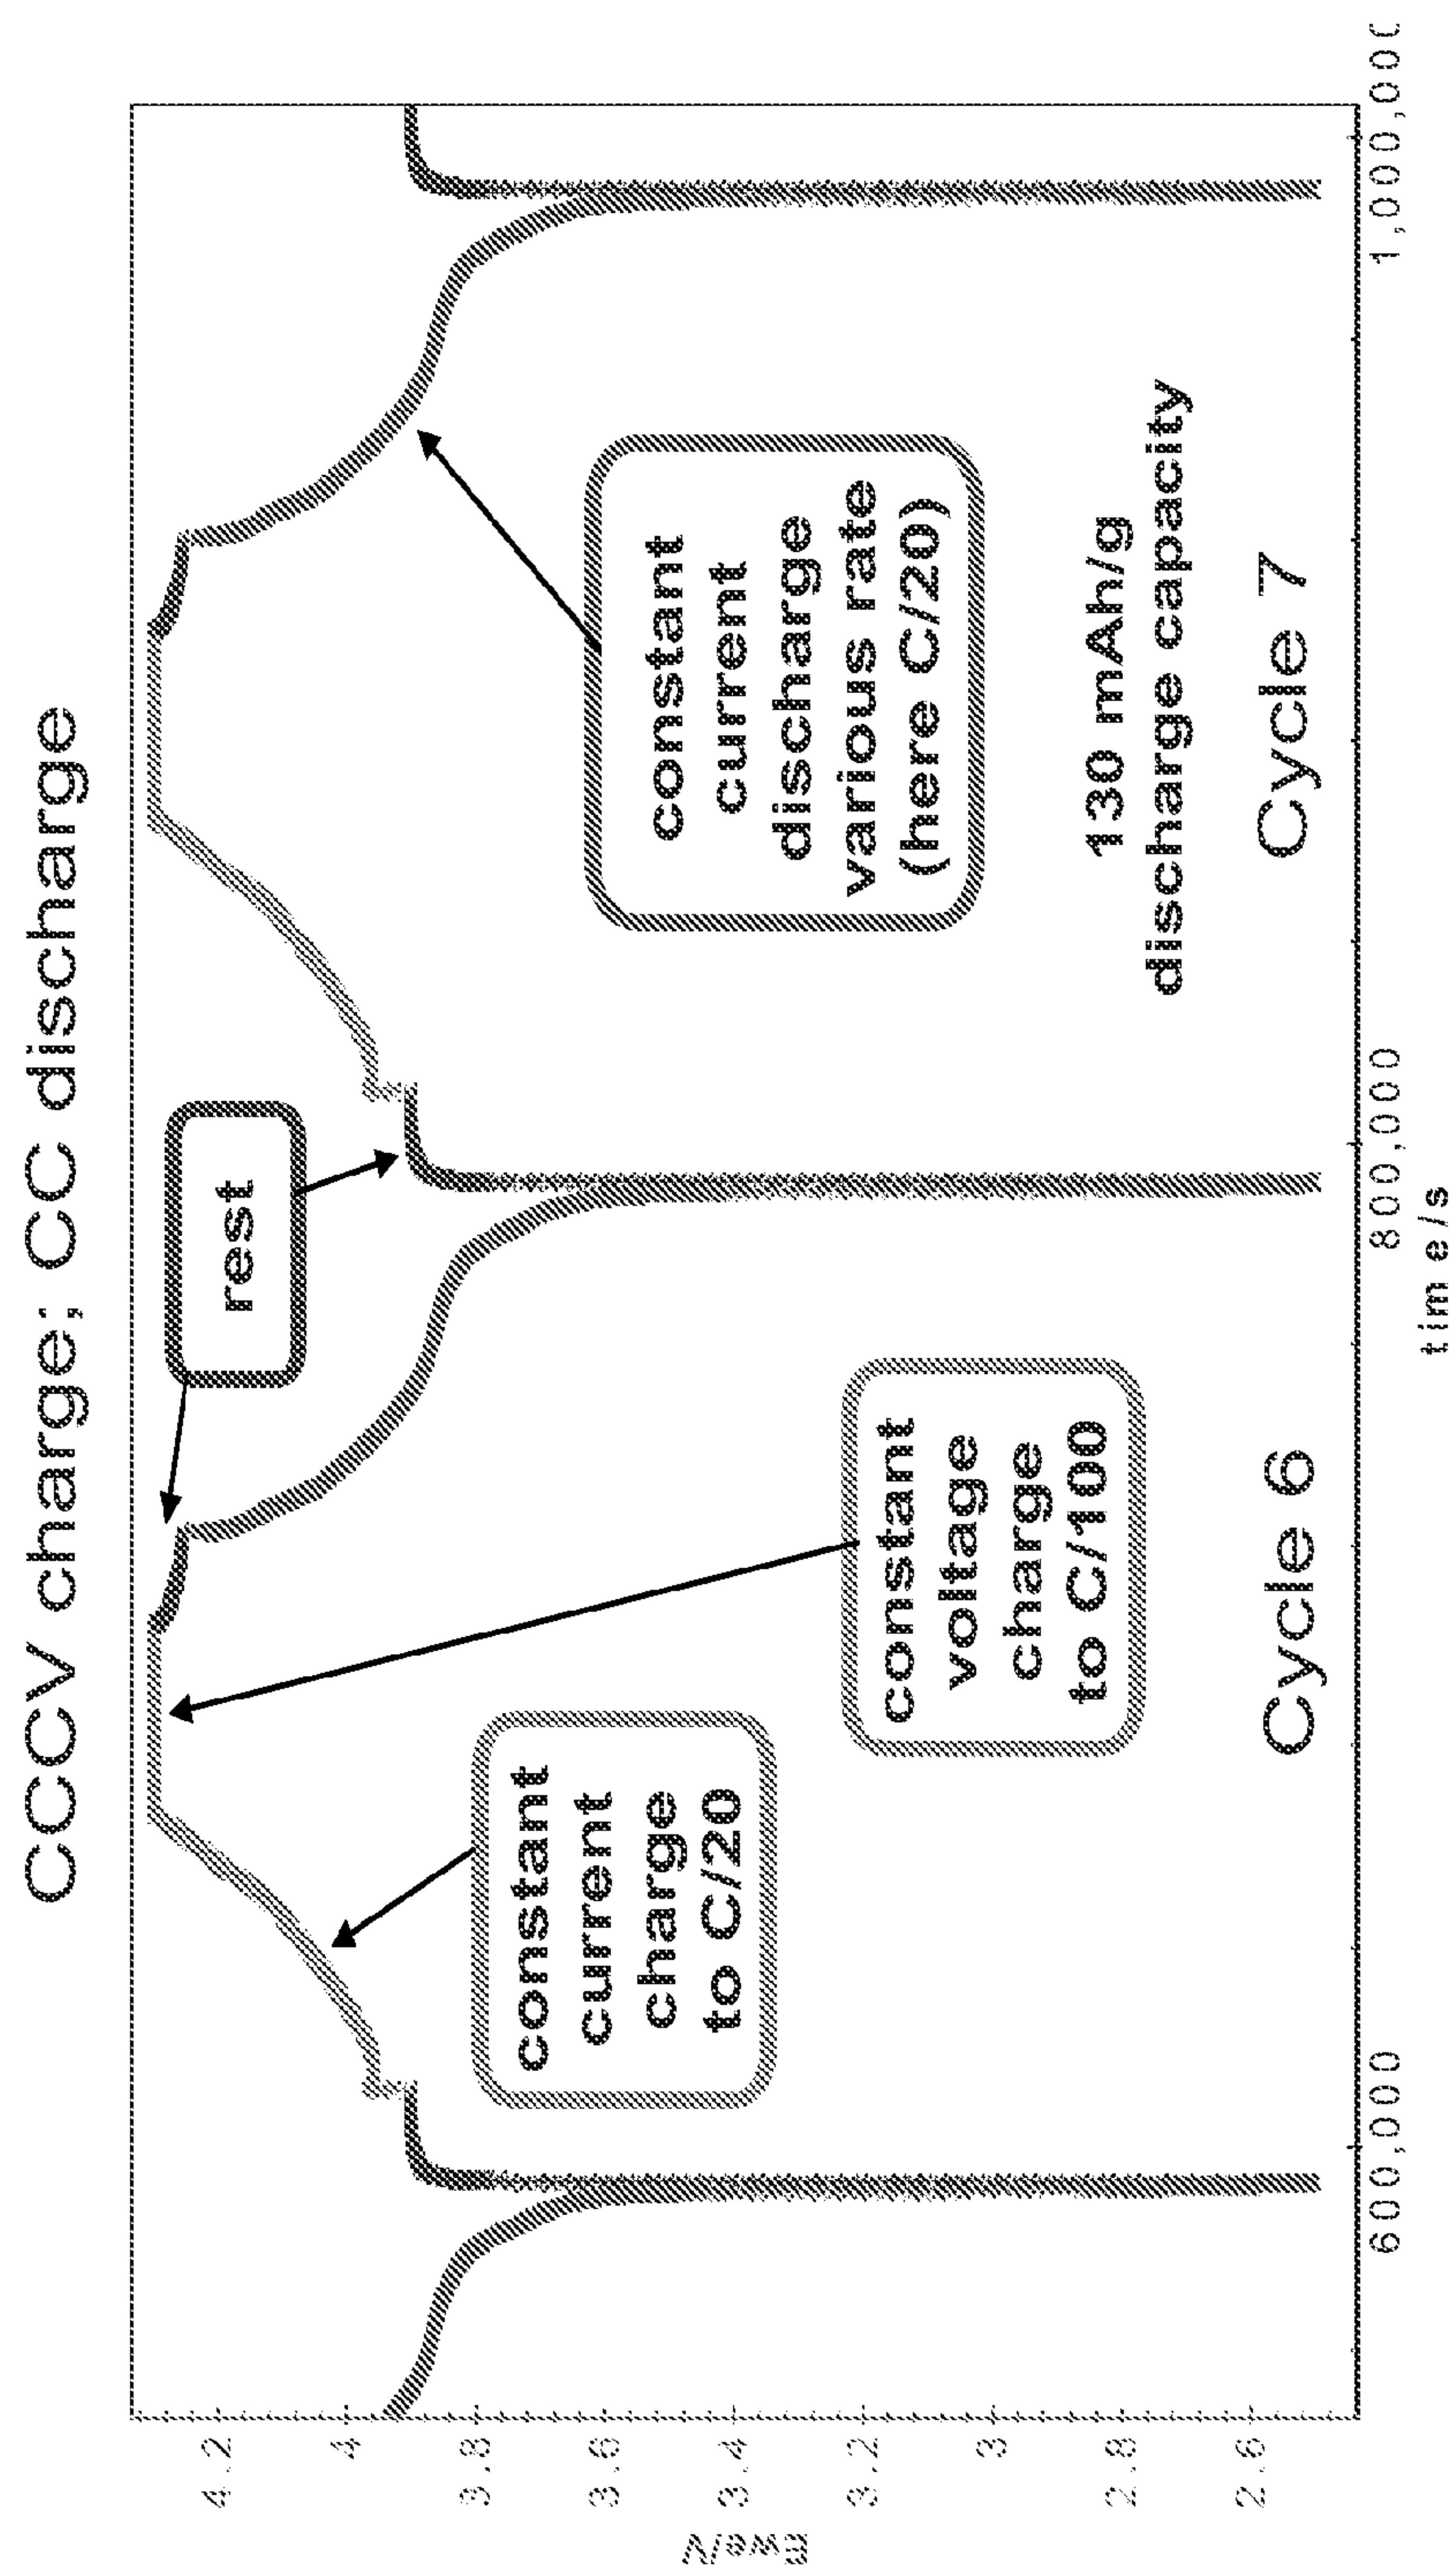 CCCV charge; CC discharge
Ewe/V
4.2
4
3.8
3.6
3.4
3.2
3
2.8
2.6
rest
constant
current
charge
to C/20
constant
voltage
charge
to C/100
constant
current
discharge
various rate
(here C/20)
130 mAh/g
discharge capacity
Cycle 6
Cycle 7
600,000
800,000
1,000,000
time/s